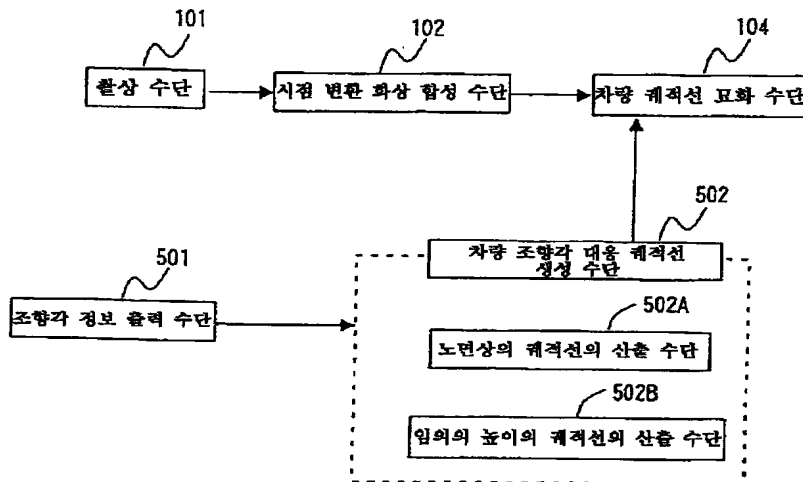 101
102
104
촬상 수단
시점 변환 화상 합성 수단
차량 궤적선 묘화 수단
502
차량 조향각 대응 궤적선
생성 수단
501
조향각 정보 출력 수단
502A
노면상의 궤적선의 산출 수단
502B
임의의 높이의 궤적선의 산출 수단